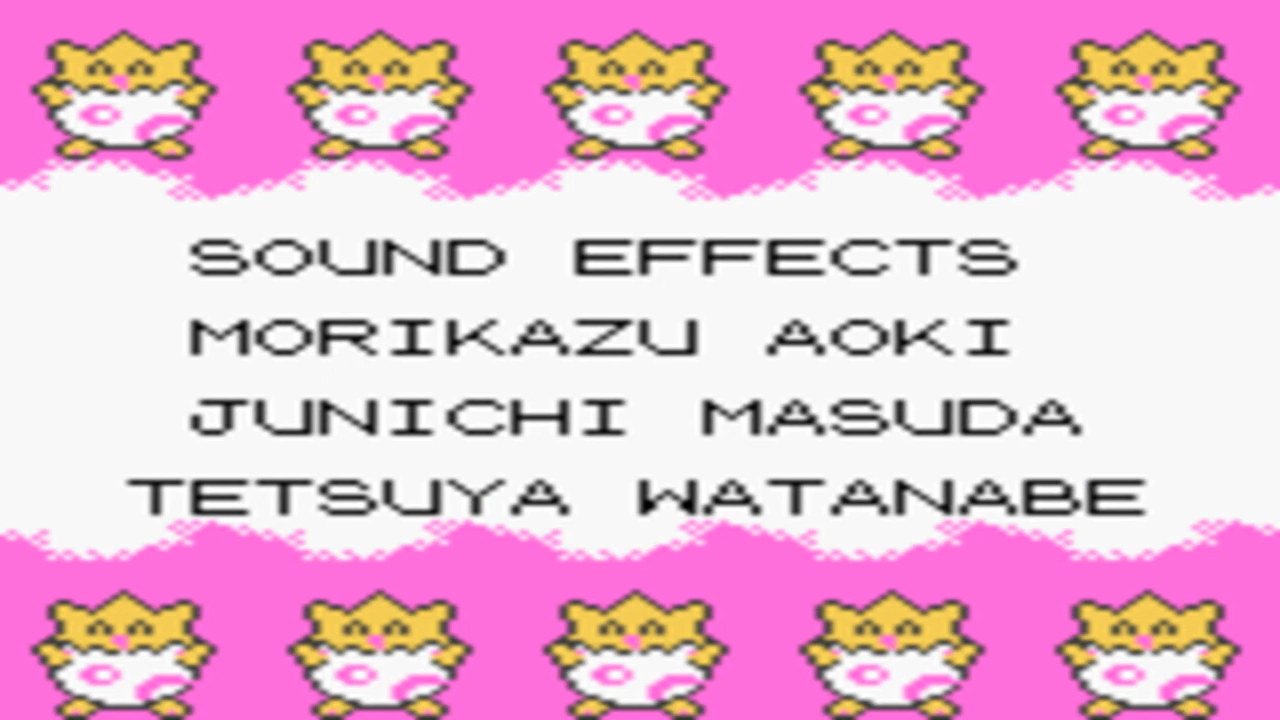 SOUND EFFECTS
MORIKAZU AOKI
JUNICHI MASUDA
TETSUYA WATANABE